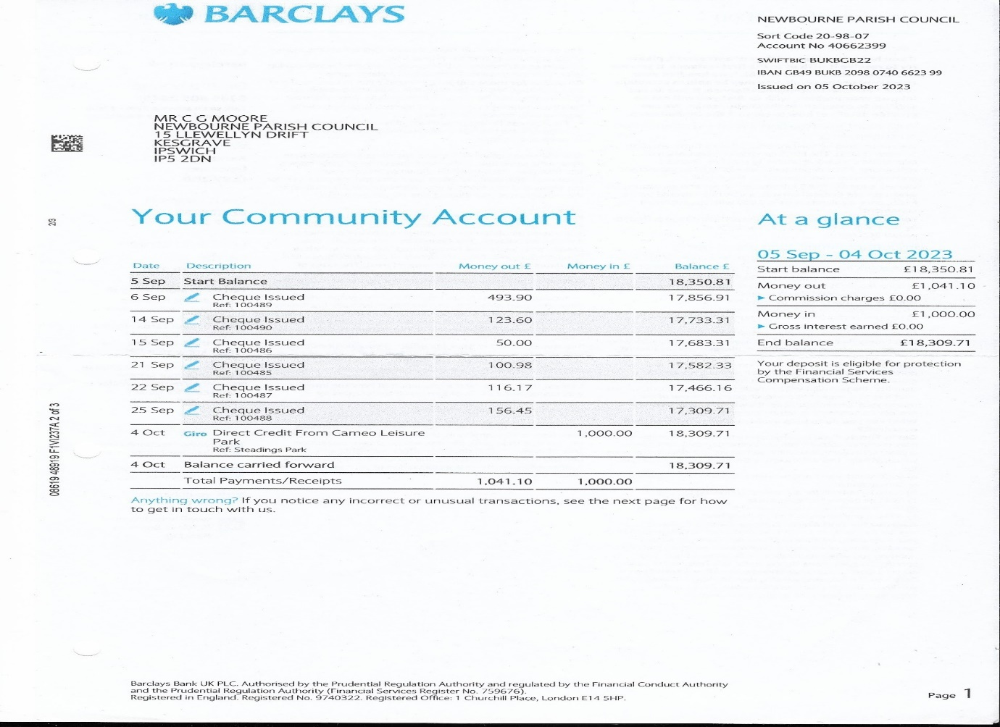 BARCLAYS
NEWBOURNE PARISH COUNCIL
Sort Code 20-98-07
Account No 40662399
SWIFTBIC BUKBGB22
IBAN GB49 BUKB 2098 0740 6623 99
Issued on 05 October 2023
MR C G MOORE
NEWBOURNE PARISH COUNCIL
15 LLEWELLYN DRIFT
KESGRAVE
IPSWICH
IP5 2DN
2/3
08619 48919 F1VI237A 2 of 3
Your Community Account
Date Description Money out £ Money in £ Balance £
5 Sep Start Balance 18,350.81
6 Sep Cheque Issued 493.90 17,856.91
Ref: 100489
14 Sep Cheque Issued 123.60 17,733.31
Ref: 100490
15 Sep Cheque Issued 50.00 17,683.31
Ref: 100486
21 Sep Cheque Issued 100.98 17,582.33
Ref: 100485
22 Sep Cheque Issued 116.17 17,466.16
Ref: 100487
25 Sep Cheque Issued 156.45 17,309.71
Ref: 100488
4 Oct Giro Direct Credit From Cameo Leisure 1,000.00 18,309.71
Park
Ref: Steadings Park
4 Oct Balance carried forward 18,309.71
Total Payments/Receipts 1,041.10 1,000.00
Anything wrong? If you notice any incorrect or unusual transactions, see the next page for how
to get in touch with us.
At a glance
05 Sep - 04 Oct 2023
Start balance £18,350.81
Money out £1,041.10
► Commission charges £0.00
Money in £1,000.00
► Gross interest earned £0.00
End balance £18,309.71
Your deposit is eligible for protection
by the Financial Services
Compensation Scheme.
Barclays Bank UK PLC. Authorised by the Prudential Regulation Authority and regulated by the Financial Conduct Authority
and the Prudential Regulation Authority (Financial Services Register No. 759676).
Registered in England. Registered No. 9740322. Registered Office: 1 Churchill Place, London E14 5HP.
Page 1